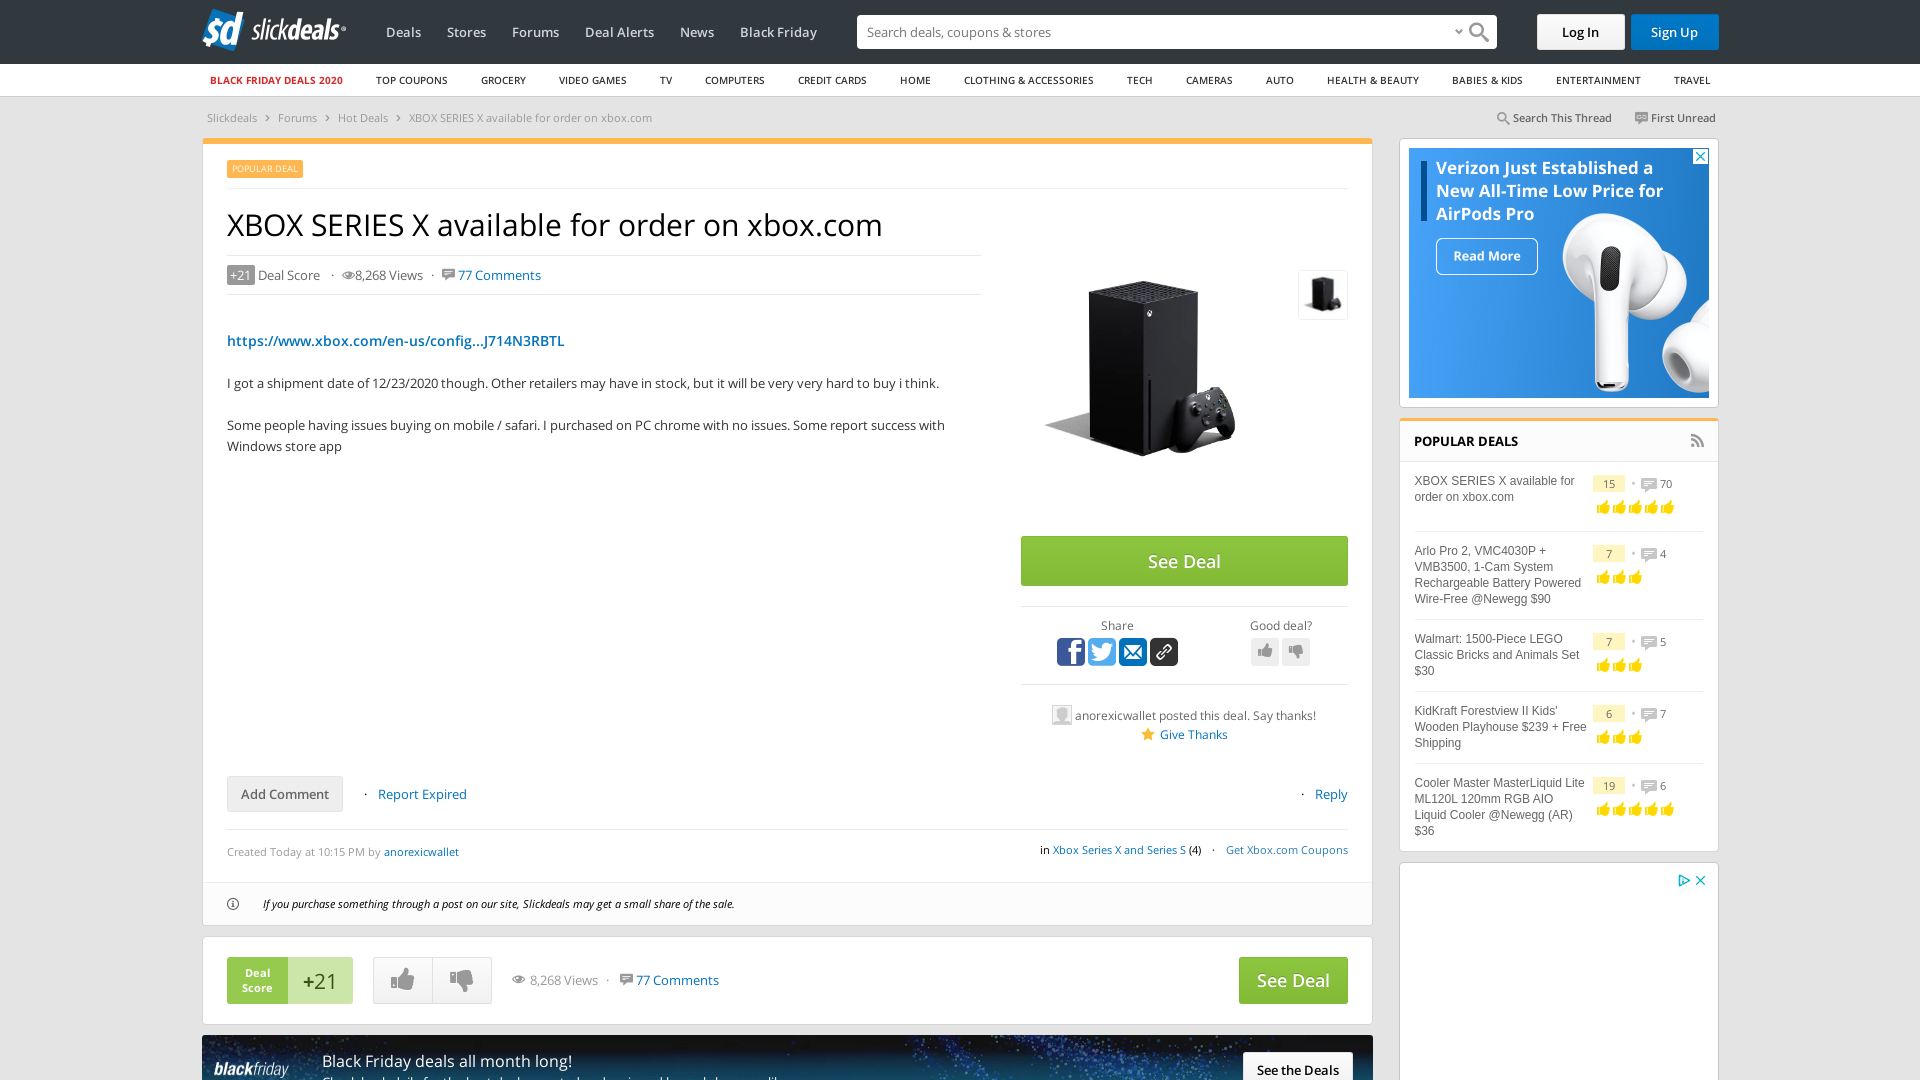 sd slickdeals
Deals
Stores
Forums
Deal Alerts
News
Black Friday
Search deals, coupons & stores
Log In
Sign Up
BLACK FRIDAY DEALS 2020
TOP COUPONS
GROCERY
VIDEO GAMES
TV
COMPUTERS
CREDIT CARDS
HOME
CLOTHING & ACCESSORIES
TECH
CAMERAS
AUTO
HEALTH & BEAUTY
BABIES & KIDS
ENTERTAINMENT
TRAVEL
Slickdeals › Forums › Hot Deals › XBOX SERIES X available for order on xbox.com
Search This Thread
First Unread
POPULAR DEAL
XBOX SERIES X available for order on xbox.com
+21 Deal Score · 8,268 Views · 77 Comments
https://www.xbox.com/en-us/config...J714N3RBTL
I got a shipment date of 12/23/2020 though. Other retailers may have in stock, but it will be very very hard to buy i think.
Some people having issues buying on mobile / safari. I purchased on PC chrome with no issues. Some report success with
Windows store app
See Deal
Share
Good deal?
anorexicwallet posted this deal. Say thanks!
Give Thanks
Add Comment
· Report Expired
· Reply
Created Today at 10:15 PM by anorexicwallet
in Xbox Series X and Series S (4) · Get Xbox.com Coupons
If you purchase something through a post on our site, Slickdeals may get a small share of the sale.
Deal
Score
+21
8,268 Views · 77 Comments
See Deal
blackfriday
Black Friday deals all month long!
See the Deals
Verizon Just Established a
New All-Time Low Price for
AirPods Pro
Read More
POPULAR DEALS
XBOX SERIES X available for
order on xbox.com
15 · 70
Arlo Pro 2, VMC4030P +
VMB3500, 1-Cam System
Rechargeable Battery Powered
Wire-Free @Newegg $90
7 · 4
Walmart: 1500-Piece LEGO
Classic Bricks and Animals Set
$30
7 · 5
KidKraft Forestview II Kids'
Wooden Playhouse $239 + Free
Shipping
6 · 7
Cooler Master MasterLiquid Lite
ML120L 120mm RGB AIO
Liquid Cooler @Newegg (AR)
$36
19 · 6